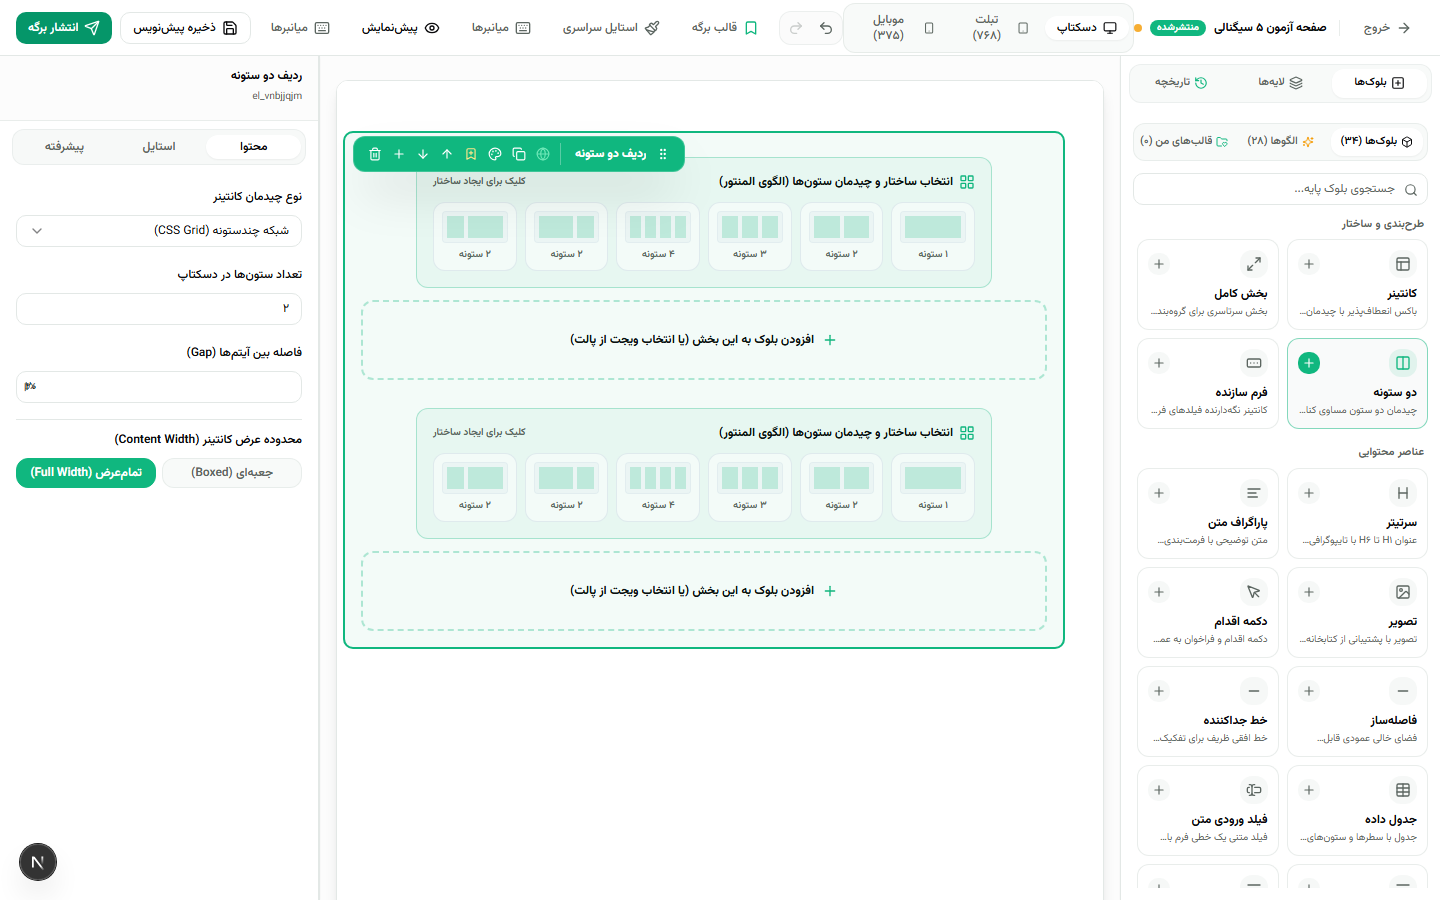 خروج
صفحه آزمون ۵ سیگنالی
منتشرشده
دسکتاپ
تبلت (۷۶۸)
موبایل (۳۷۵)
قالب برگه
استایل سراسری
میانبرها
پیش‌نمایش
میانبرها
ذخیره پیش‌نویس
انتشار برگه
بلوک‌ها
لایه‌ها
تاریخچه
بلوک‌ها (۳۴)
الگوها (۲۸)
قالب‌های من (۰)
جستجوی بلوک پایه...
طرح‌بندی و ساختار
کانتینر
باکس انعطاف‌پذیر با چیدمان...
بخش کامل
بخش سرتاسری برای گروه‌بند...
دو ستونه
چیدمان دو ستون مساوی کنا...
فرم سازنده
کانتینر نگه‌دارنده فیلدهای فر...
عناصر محتوایی
سرتیتر
عنوان H۱ تا H۶ با تایپوگرافی...
پاراگراف متن
متن توضیحی با فرمت‌بندی...
تصویر
تصویر با پشتیبانی از کتابخانه...
دکمه اقدام
دکمه اقدام و فراخوان به عمـ...
فاصله‌ساز
فضای خالی عمودی قابل...
خط جداکننده
خط افقی ظریف برای تفکیک...
جدول داده
جدول با سطرها و ستون‌های...
فیلد ورودی متن
فیلد متنی یک خطی فرم با...
ردیف دو ستونه
انتخاب ساختار و چیدمان ستون‌ها (الگوی المنتور)
کلیک برای ایجاد ساختار
۱ ستونه
۲ ستونه
۳ ستونه
۴ ستونه
۲ ستونه
۲ ستونه
افزودن بلوک به این بخش (یا انتخاب ویجت از پالت)
انتخاب ساختار و چیدمان ستون‌ها (الگوی المنتور)
کلیک برای ایجاد ساختار
۱ ستونه
۲ ستونه
۳ ستونه
۴ ستونه
۲ ستونه
۲ ستونه
افزودن بلوک به این بخش (یا انتخاب ویجت از پالت)
ردیف دو ستونه
el_vnbjjqjm
محتوا
استایل
پیشرفته
نوع چیدمان کانتینر
شبکه چندستونه (CSS Grid)
تعداد ستون‌ها در دسکتاپ
۲
فاصله بین آیتم‌ها (Gap)
محدوده عرض کانتینر (Content Width)
جعبه‌ای (Boxed)
تمام‌عرض (Full Width)
N